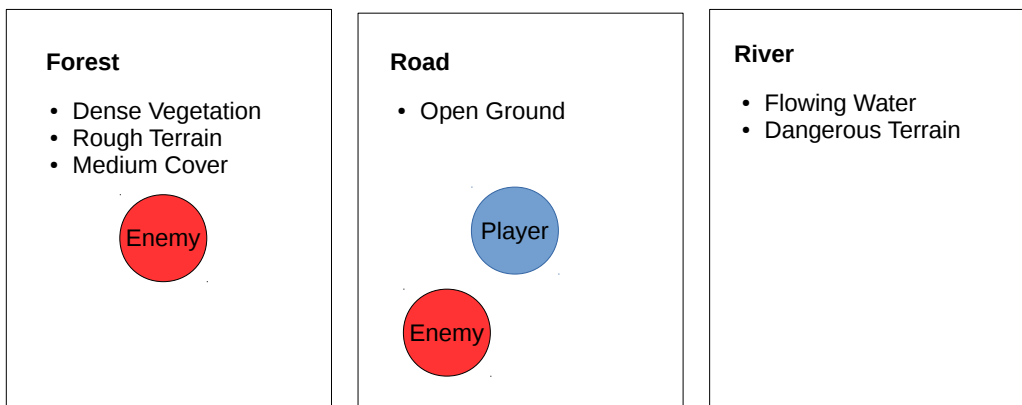 Forest
• Dense Vegetation
• Rough Terrain
• Medium Cover
Enemy
Road
• Open Ground
Player
Enemy
River
• Flowing Water
• Dangerous Terrain